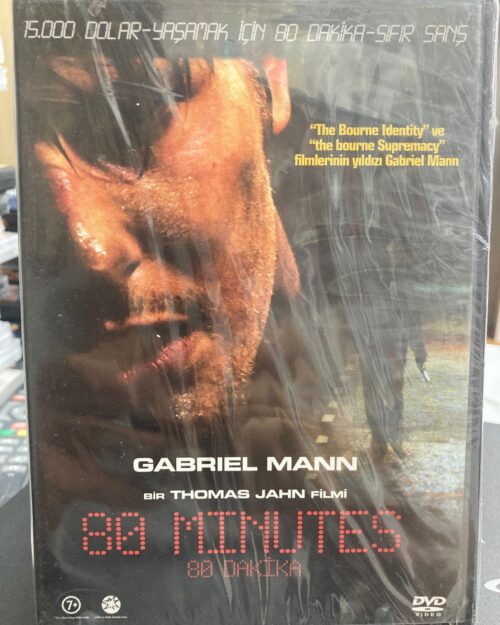 15.000 DOLAR-YAŞAMAK İÇİN 80 DAKİKA-SIFIR SANŞ
"The Bourne Identity" ve
"the bourne Supremacy"
filmlerinin yıldızı Gabriel Mann
GABRIEL MANN
BİR THOMAS JAHN FİLMİ
80 MINUTES
80 DAKİKA
7+
DVD
VIDEO